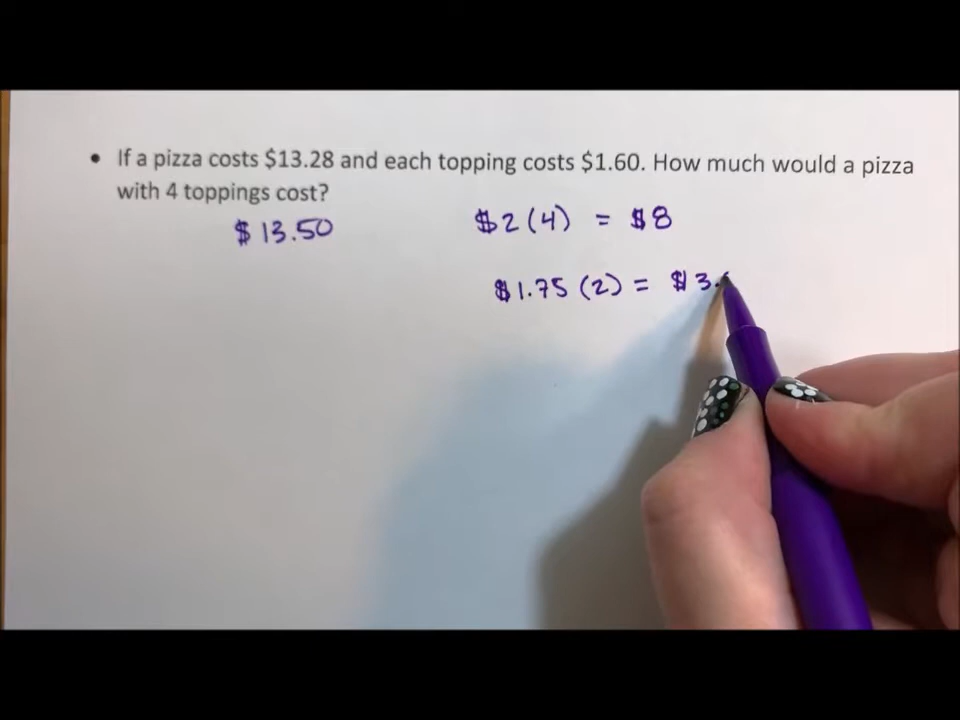 • If a pizza costs $13.28 and each topping costs $1.60. How much would a pizza
with 4 toppings cost?
$13.50
$2(4) = $8
$1.75(2) = $3.